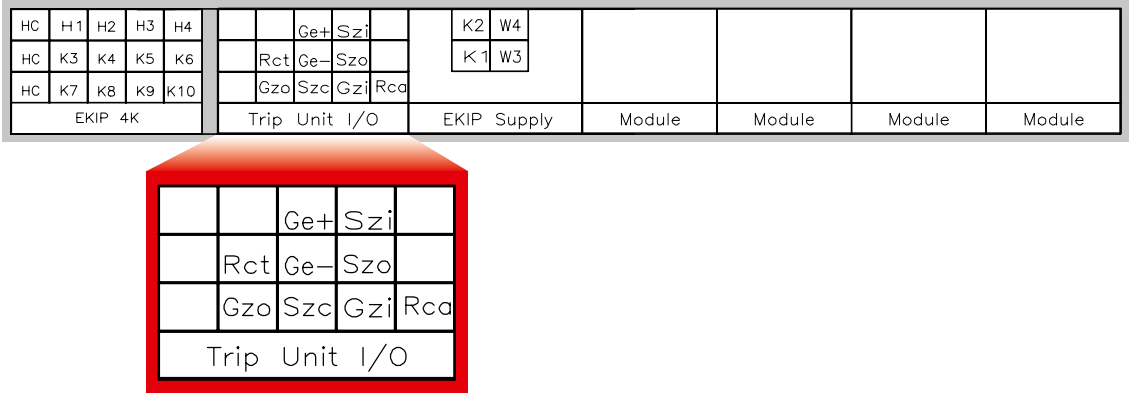 HC H1 H2 H3 H4 Ge+ Szi K2 W4
HC K3 K4 K5 K6 Rct Ge- Szo K1 W3
HC K7 K8 K9 K10 Gzo Szc Gzi Rca
EKIP 4K Trip Unit I/O EKIP Supply Module Module Module Module
Ge+ Szi
Rct Ge- Szo
Gzo Szc Gzi Rca
Trip Unit I/O